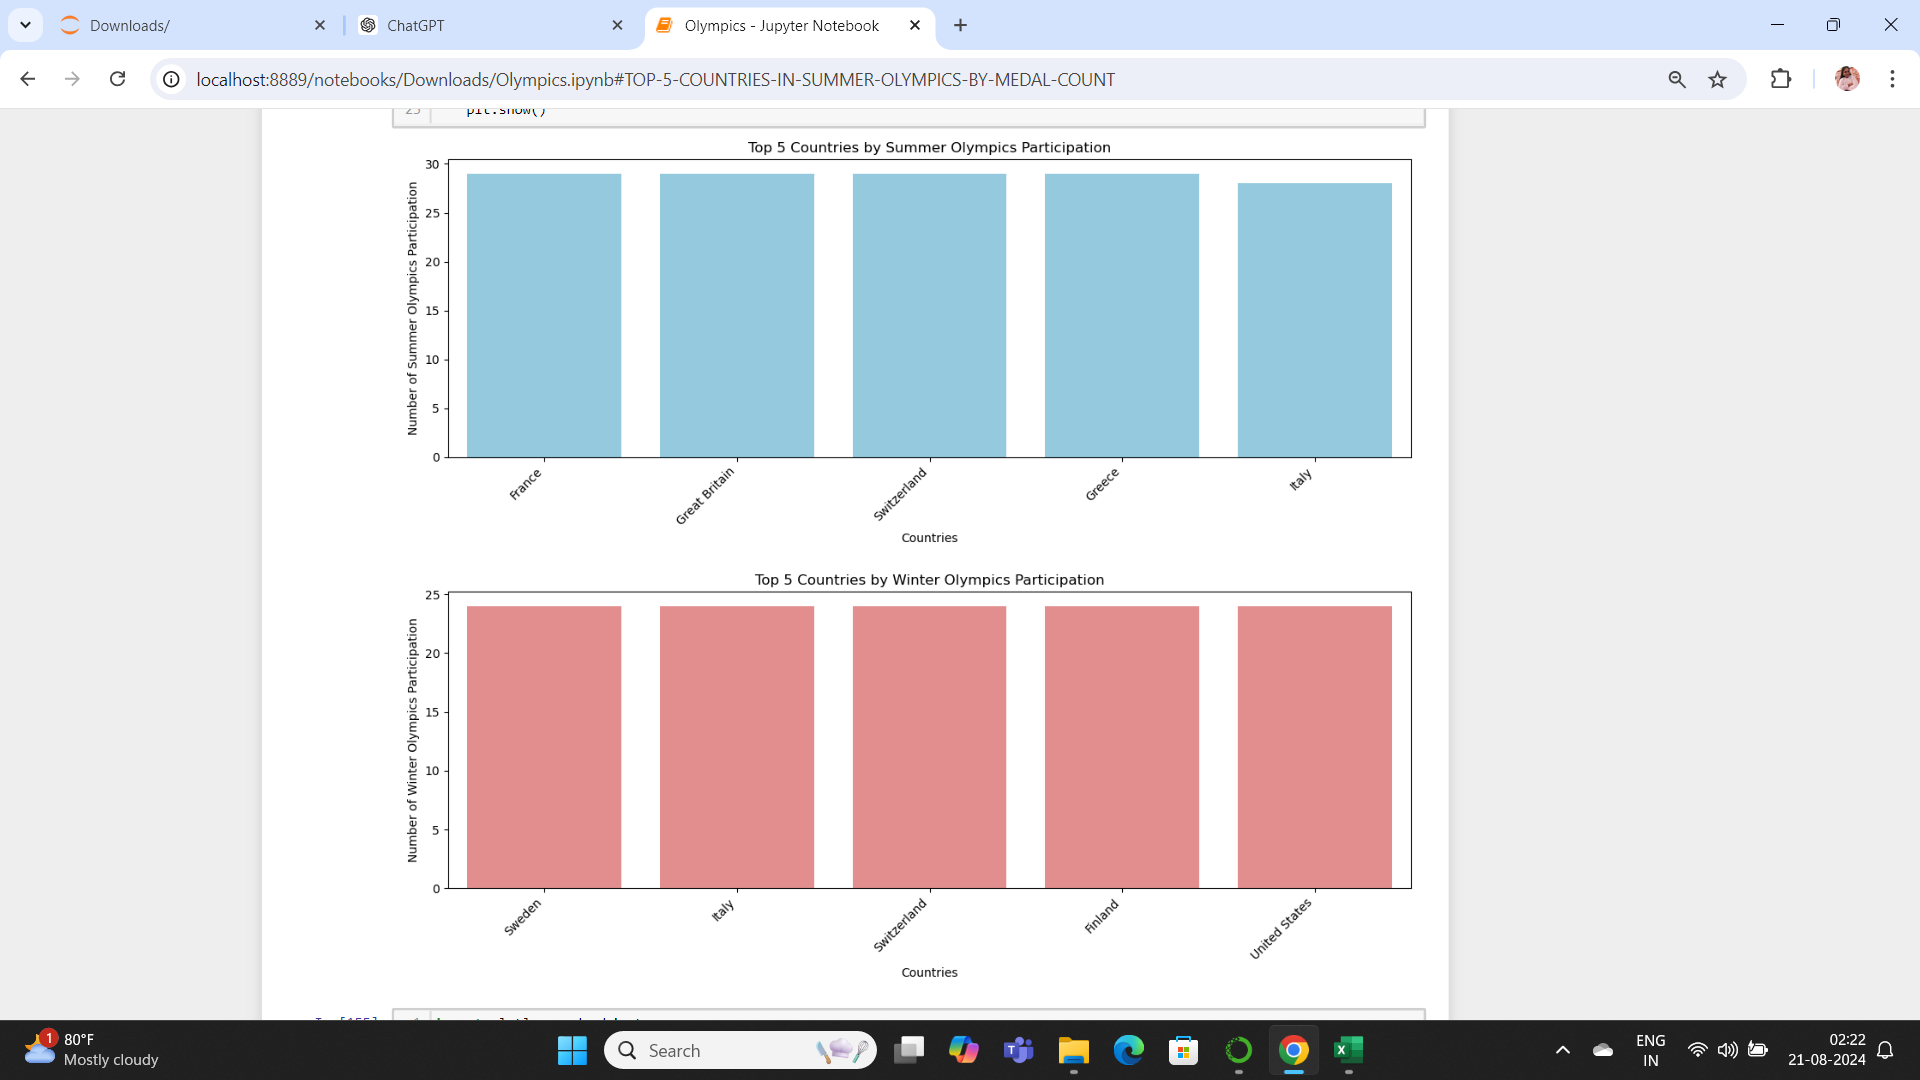 Downloads/
ChatGPT
Olympics - Jupyter Notebook
localhost:8889/notebooks/Downloads/Olympics.ipynb#TOP-5-COUNTRIES-IN-SUMMER-OLYMPICS-BY-MEDAL-COUNT
25 plt.show()
Top 5 Countries by Summer Olympics Participation
Number of Summer Olympics Participation
30
25
20
15
10
5
0
France
Great Britain
Switzerland
Greece
Italy
Countries
Top 5 Countries by Winter Olympics Participation
Number of Winter Olympics Participation
25
20
15
10
5
0
Sweden
Italy
Switzerland
Finland
United States
Countries
1
80°F
Mostly cloudy
Search
ENG
IN
02:22
21-08-2024